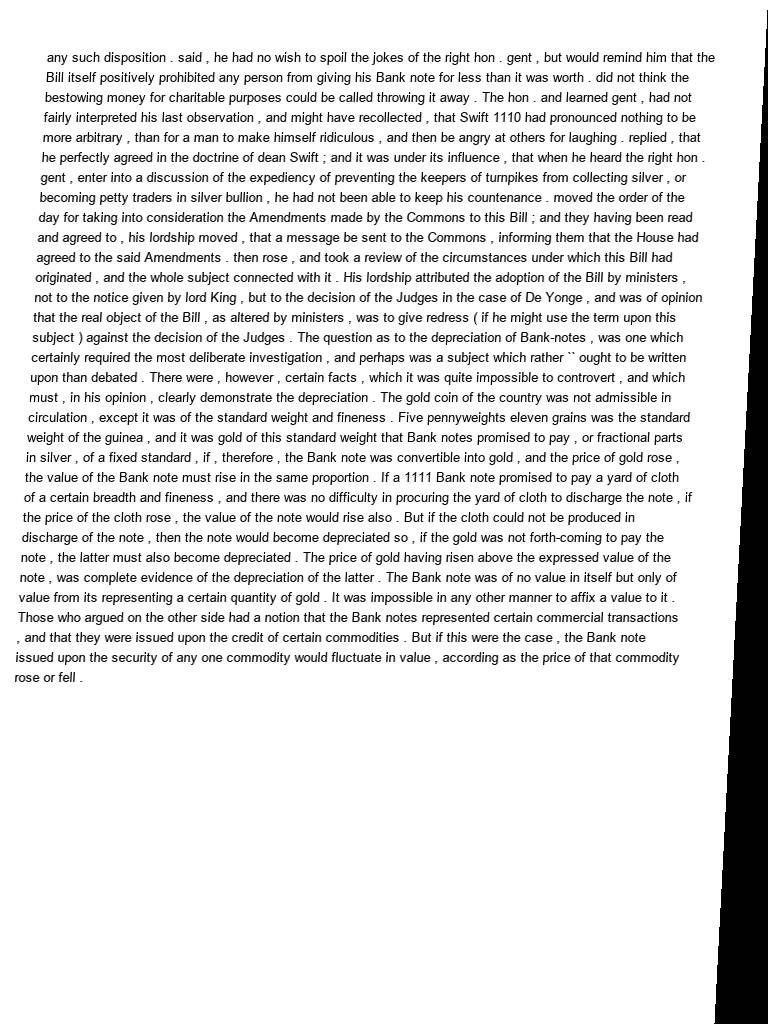 any such disposition . said , he had no wish to spoil the jokes of the right hon . gent , but would remind him that the
Bill itself positively prohibited any person from giving his Bank note for less than it was worth . did not think the
bestowing money for charitable purposes could be called throwing it away . The hon . and learned gent , had not
fairly interpreted his last observation , and might have recollected , that Swift 1110 had pronounced nothing to be
more arbitrary , than for a man to make himself ridiculous , and then be angry at others for laughing . replied , that
he perfectly agreed in the doctrine of dean Swift ; and it was under its influence , that when he heard the right hon .
gent , enter into a discussion of the expediency of preventing the keepers of turnpikes from collecting silver , or
becoming petty traders in silver bullion , he had not been able to keep his countenance . moved the order of the
day for taking into consideration the Amendments made by the Commons to this Bill ; and they having been read
and agreed to , his lordship moved , that a message be sent to the Commons , informing them that the House had
agreed to the said Amendments . then rose , and took a review of the circumstances under which this Bill had
originated , and the whole subject connected with it . His lordship attributed the adoption of the Bill by ministers ,
not to the notice given by lord King , but to the decision of the Judges in the case of De Yonge , and was of opinion
that the real object of the Bill , as altered by ministers , was to give redress ( if he might use the term upon this
subject ) against the decision of the Judges . The question as to the depreciation of Bank-notes , was one which
certainly required the most deliberate investigation , and perhaps was a subject which rather `` ought to be written
upon than debated . There were , however , certain facts , which it was quite impossible to controvert , and which
must , in his opinion , clearly demonstrate the depreciation . The gold coin of the country was not admissible in
circulation , except it was of the standard weight and fineness . Five pennyweights eleven grains was the standard
weight of the guinea , and it was gold of this standard weight that Bank notes promised to pay , or fractional parts
in silver , of a fixed standard , if , therefore , the Bank note was convertible into gold , and the price of gold rose ,
the value of the Bank note must rise in the same proportion . If a 1111 Bank note promised to pay a yard of cloth
of a certain breadth and fineness , and there was no difficulty in procuring the yard of cloth to discharge the note , if
the price of the cloth rose , the value of the note would rise also . But if the cloth could not be produced in
discharge of the note , then the note would become depreciated so , if the gold was not forth-coming to pay the
note , the latter must also become depreciated . The price of gold having risen above the expressed value of the
note , was complete evidence of the depreciation of the latter . The Bank note was of no value in itself but only of
value from its representing a certain quantity of gold . It was impossible in any other manner to affix a value to it .
Those who argued on the other side had a notion that the Bank notes represented certain commercial transactions
, and that they were issued upon the credit of certain commodities . But if this were the case , the Bank note
issued upon the security of any one commodity would fluctuate in value , according as the price of that commodity
rose or fell .